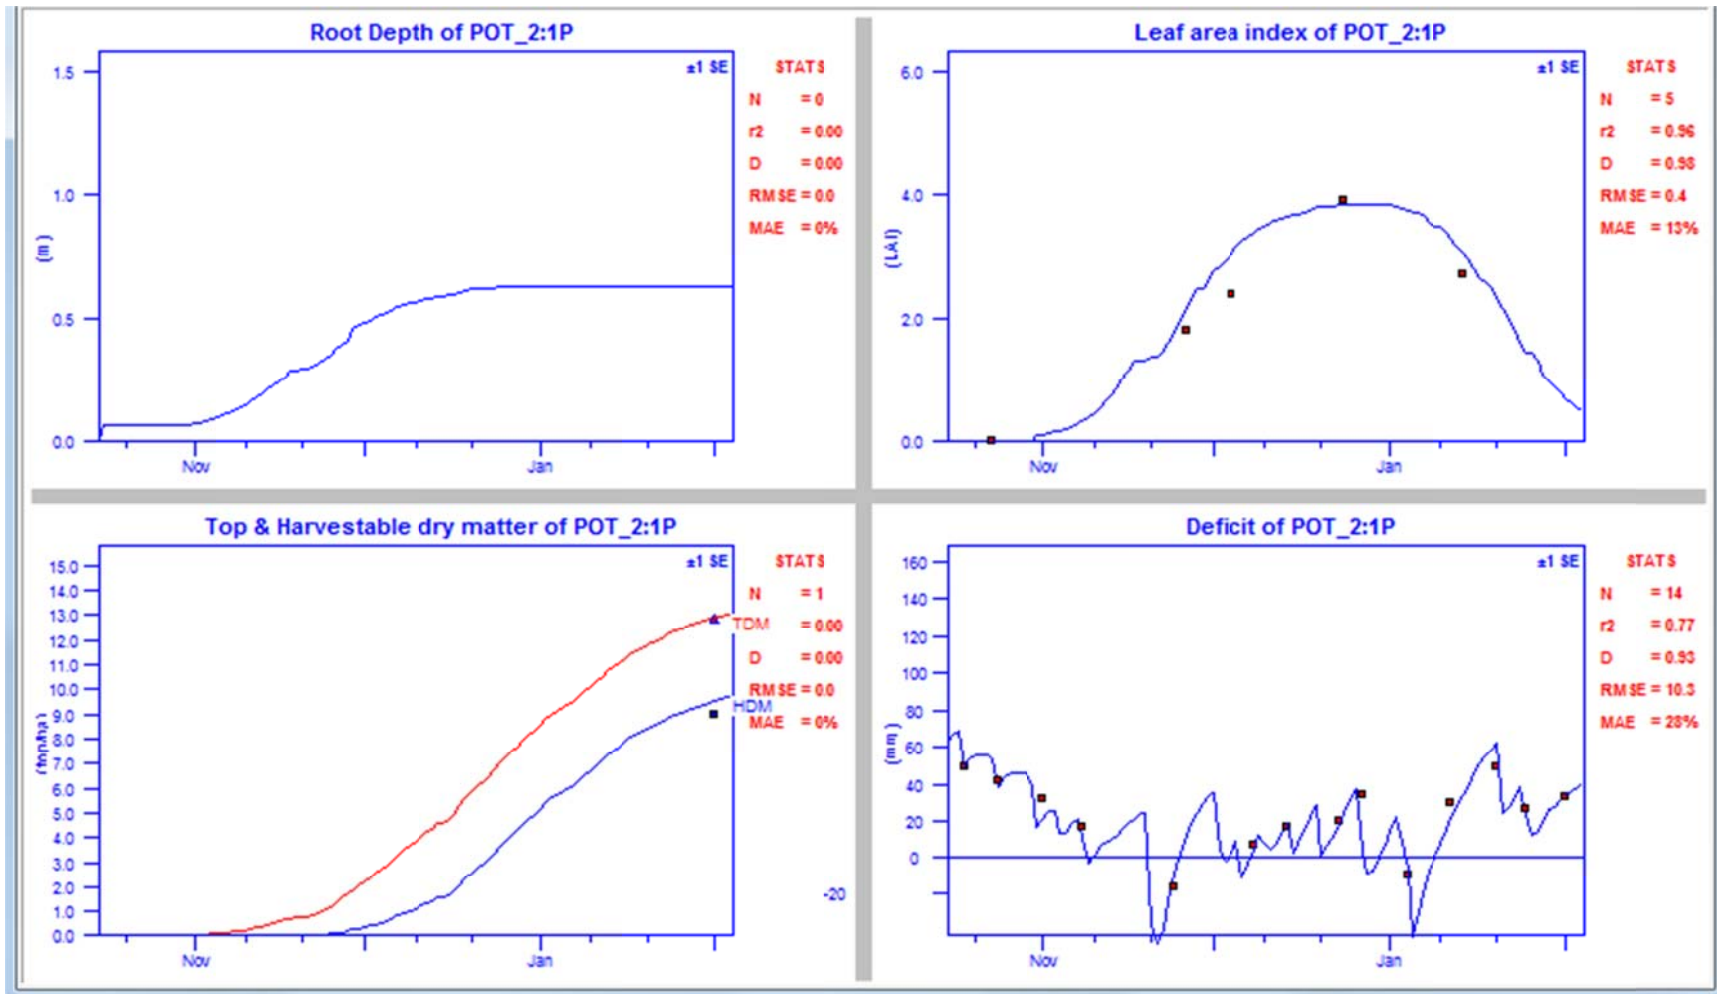 Root Depth of POT_2:1P
±1 SE
STATS
N = 0
r2 = 0.00
D = 0.00
RMSE = 0.0
MAE = 0%
1.5
1.0
0.5
0.0
(m)
Nov
Jan
Leaf area index of POT_2:1P
±1 SE
STATS
N = 5
r2 = 0.96
D = 0.98
RMSE = 0.4
MAE = 13%
6.0
4.0
2.0
0.0
(LAI)
Nov
Jan
Top & Harvestable dry matter of POT_2:1P
±1 SE
STATS
N = 1
= 0.00
D = 0.00
RMSE = 0.0
MAE = 0%
TDM
HDM
15.0
14.0
13.0
12.0
11.0
10.0
9.0
8.0
7.0
6.0
5.0
4.0
3.0
2.0
1.0
0.0
(ton/ha)
Nov
Jan
Deficit of POT_2:1P
±1 SE
STATS
N = 14
r2 = 0.77
D = 0.93
RMSE = 10.3
MAE = 28%
160
140
120
100
80
60
40
20
0
-20
(mm)
Nov
Jan